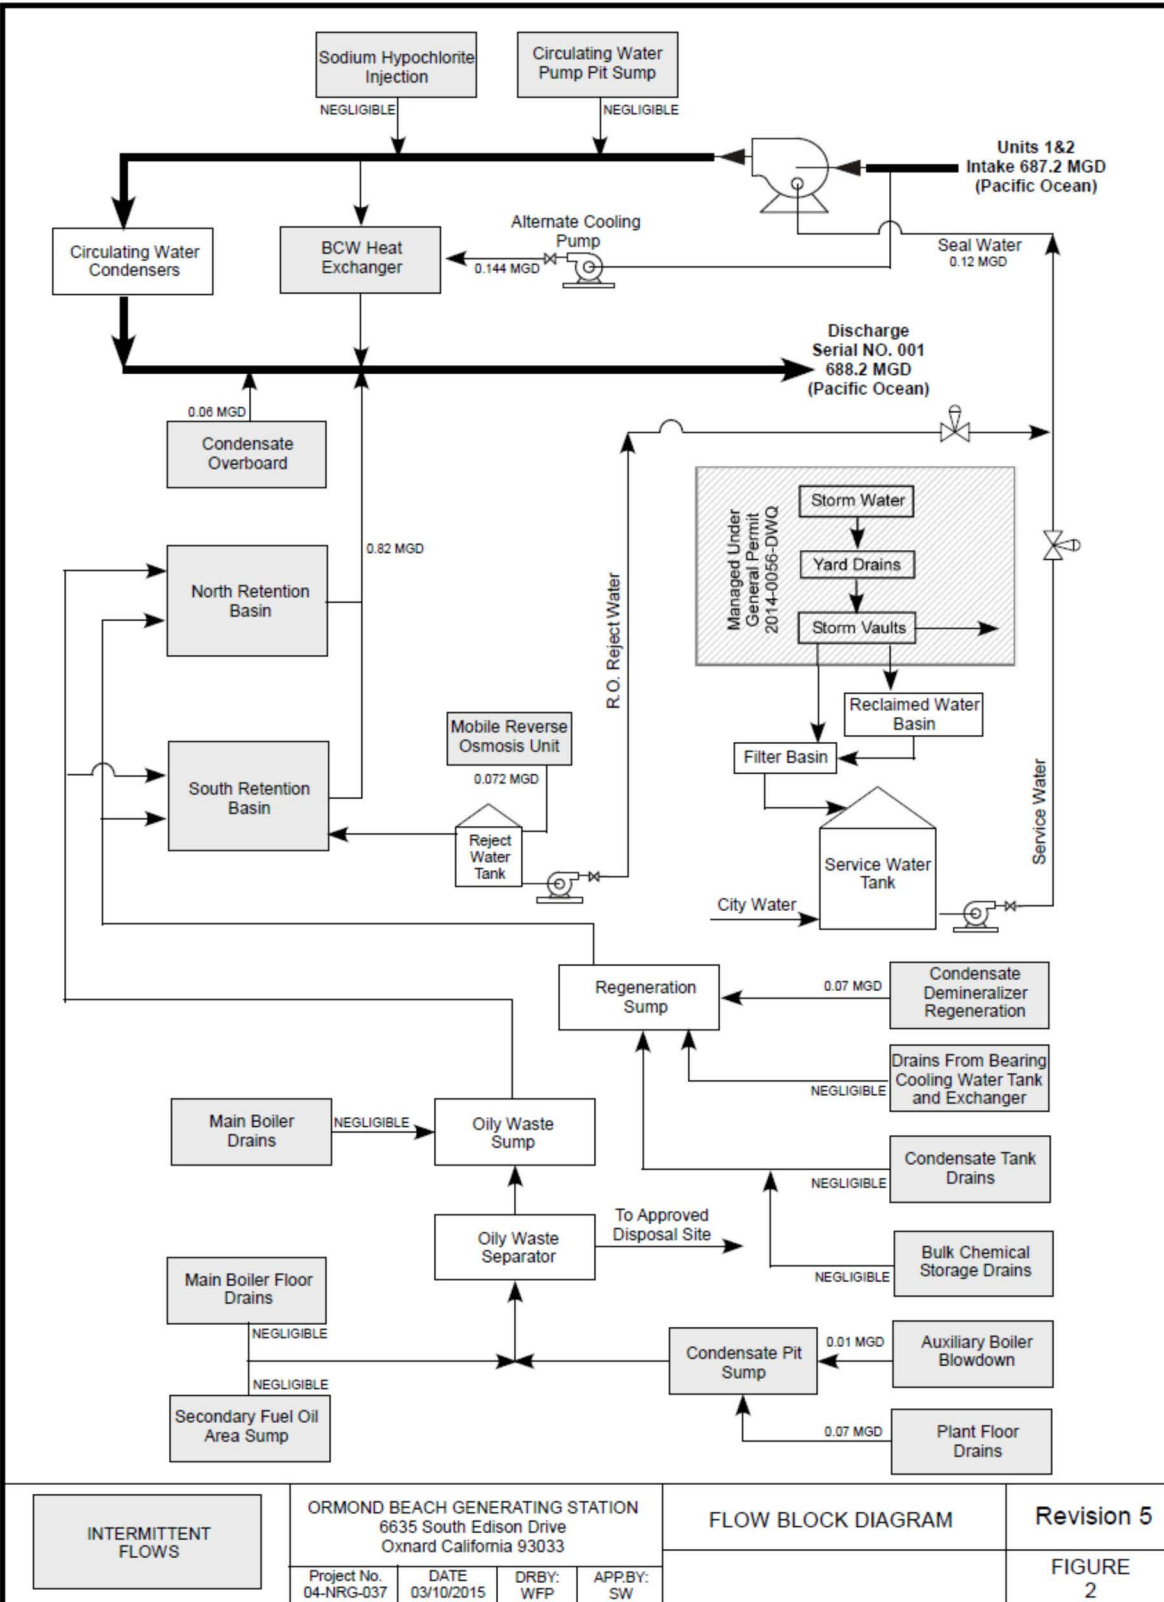 Sodium Hypochlorite
Injection
Circulating Water
Pump Pit Sump
NEGLIGIBLE
NEGLIGIBLE
Units 1&2
Intake 687.2 MGD
(Pacific Ocean)
Circulating Water
Condensers
BCW Heat
Exchanger
Alternate Cooling
Pump
0.144 MGD
Seal Water
0.12 MGD
Discharge
Serial NO. 001
688.2 MGD
(Pacific Ocean)
0.06 MGD
Condensate
Overboard
0.82 MGD
North Retention
Basin
South Retention
Basin
Mobile Reverse
Osmosis Unit
0.072 MGD
Reject
Water
Tank
R.O. Reject Water
Managed Under
General Permit
2014-0056-DWQ
Storm Water
Yard Drains
Storm Vaults
Reclaimed Water
Basin
Filter Basin
Service Water
Tank
City Water
Service Water
Regeneration
Sump
0.07 MGD
Condensate
Demineralizer
Regeneration
Drains From Bearing
Cooling Water Tank
and Exchanger
NEGLIGIBLE
Main Boiler
Drains
NEGLIGIBLE
Oily Waste
Sump
Condensate Tank
Drains
NEGLIGIBLE
Oily Waste
Separator
To Approved
Disposal Site
Bulk Chemical
Storage Drains
NEGLIGIBLE
Main Boiler Floor
Drains
NEGLIGIBLE
NEGLIGIBLE
Secondary Fuel Oil
Area Sump
Condensate Pit
Sump
0.01 MGD
Auxiliary Boiler
Blowdown
0.07 MGD
Plant Floor
Drains
INTERMITTENT
FLOWS
ORMOND BEACH GENERATING STATION
6635 South Edison Drive
Oxnard California 93033
Project No.
04-NRG-037
DATE
03/10/2015
DRBY:
WFP
APP.BY:
SW
FLOW BLOCK DIAGRAM
Revision 5
FIGURE
2